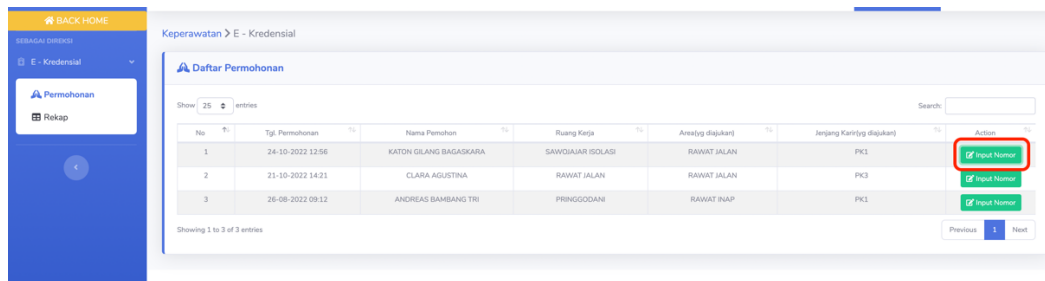 BACK HOME
SEBAGAI DIREKSI
E - Kredensial
Permohonan
Rekap
Keperawatan > E - Kredensial
Daftar Permohonan
Show 25 entries
Search:
No Tgl. Permohonan Nama Pemohon Ruang Kerja Area(yg diajukan) Jenjang Karir(yg diajukan) Action
1 24-10-2022 12:56 KATON GILANG BAGASKARA SAWOJAJAR ISOLASI RAWAT JALAN PK1 Input Nomor
2 21-10-2022 14:21 CLARA AGUSTINA RAWAT JALAN RAWAT JALAN PK3 Input Nomor
3 26-08-2022 09:12 ANDREAS BAMBANG TRI PRINGGODANI RAWAT INAP PK1 Input Nomor
Showing 1 to 3 of 3 entries
Previous 1 Next